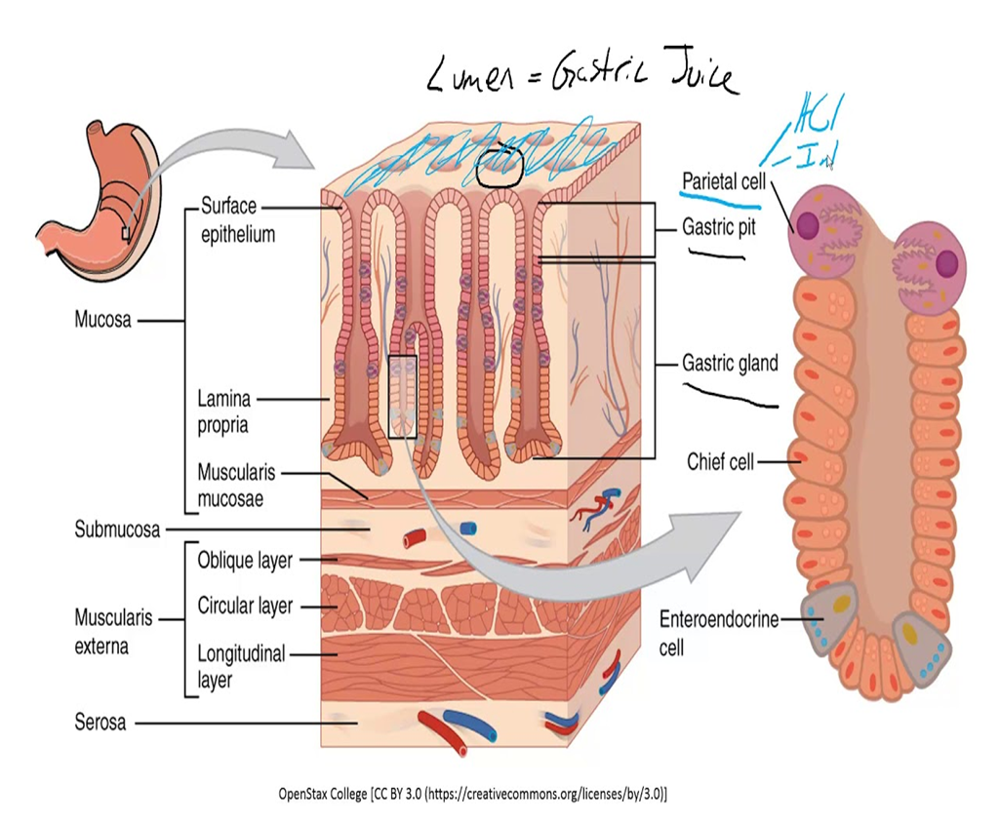 Lumen = Gastric Juice
HCl
In
Parietal cell
Gastric pit
Surface
epithelium
Mucosa
Gastric gland
Lamina
propria
Chief cell
Muscularis
mucosae
Submucosa
Oblique layer
Circular layer
Muscularis
externa
Enteroendocrine
cell
Longitudinal
layer
Serosa
OpenStax College [CC BY 3.0 (https://creativecommons.org/licenses/by/3.0)]